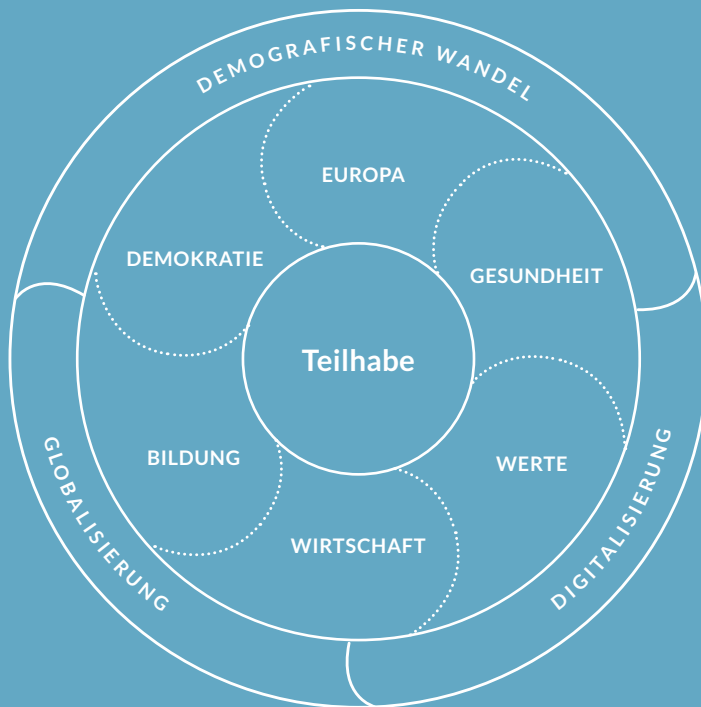 DEMOGRAFISCHER WANDEL
EUROPA
DEMOKRATIE
GESUNDHEIT
Teilhabe
BILDUNG
WERTE
WIRTSCHAFT
GLOBALISIERUNG
DIGITALISIERUNG